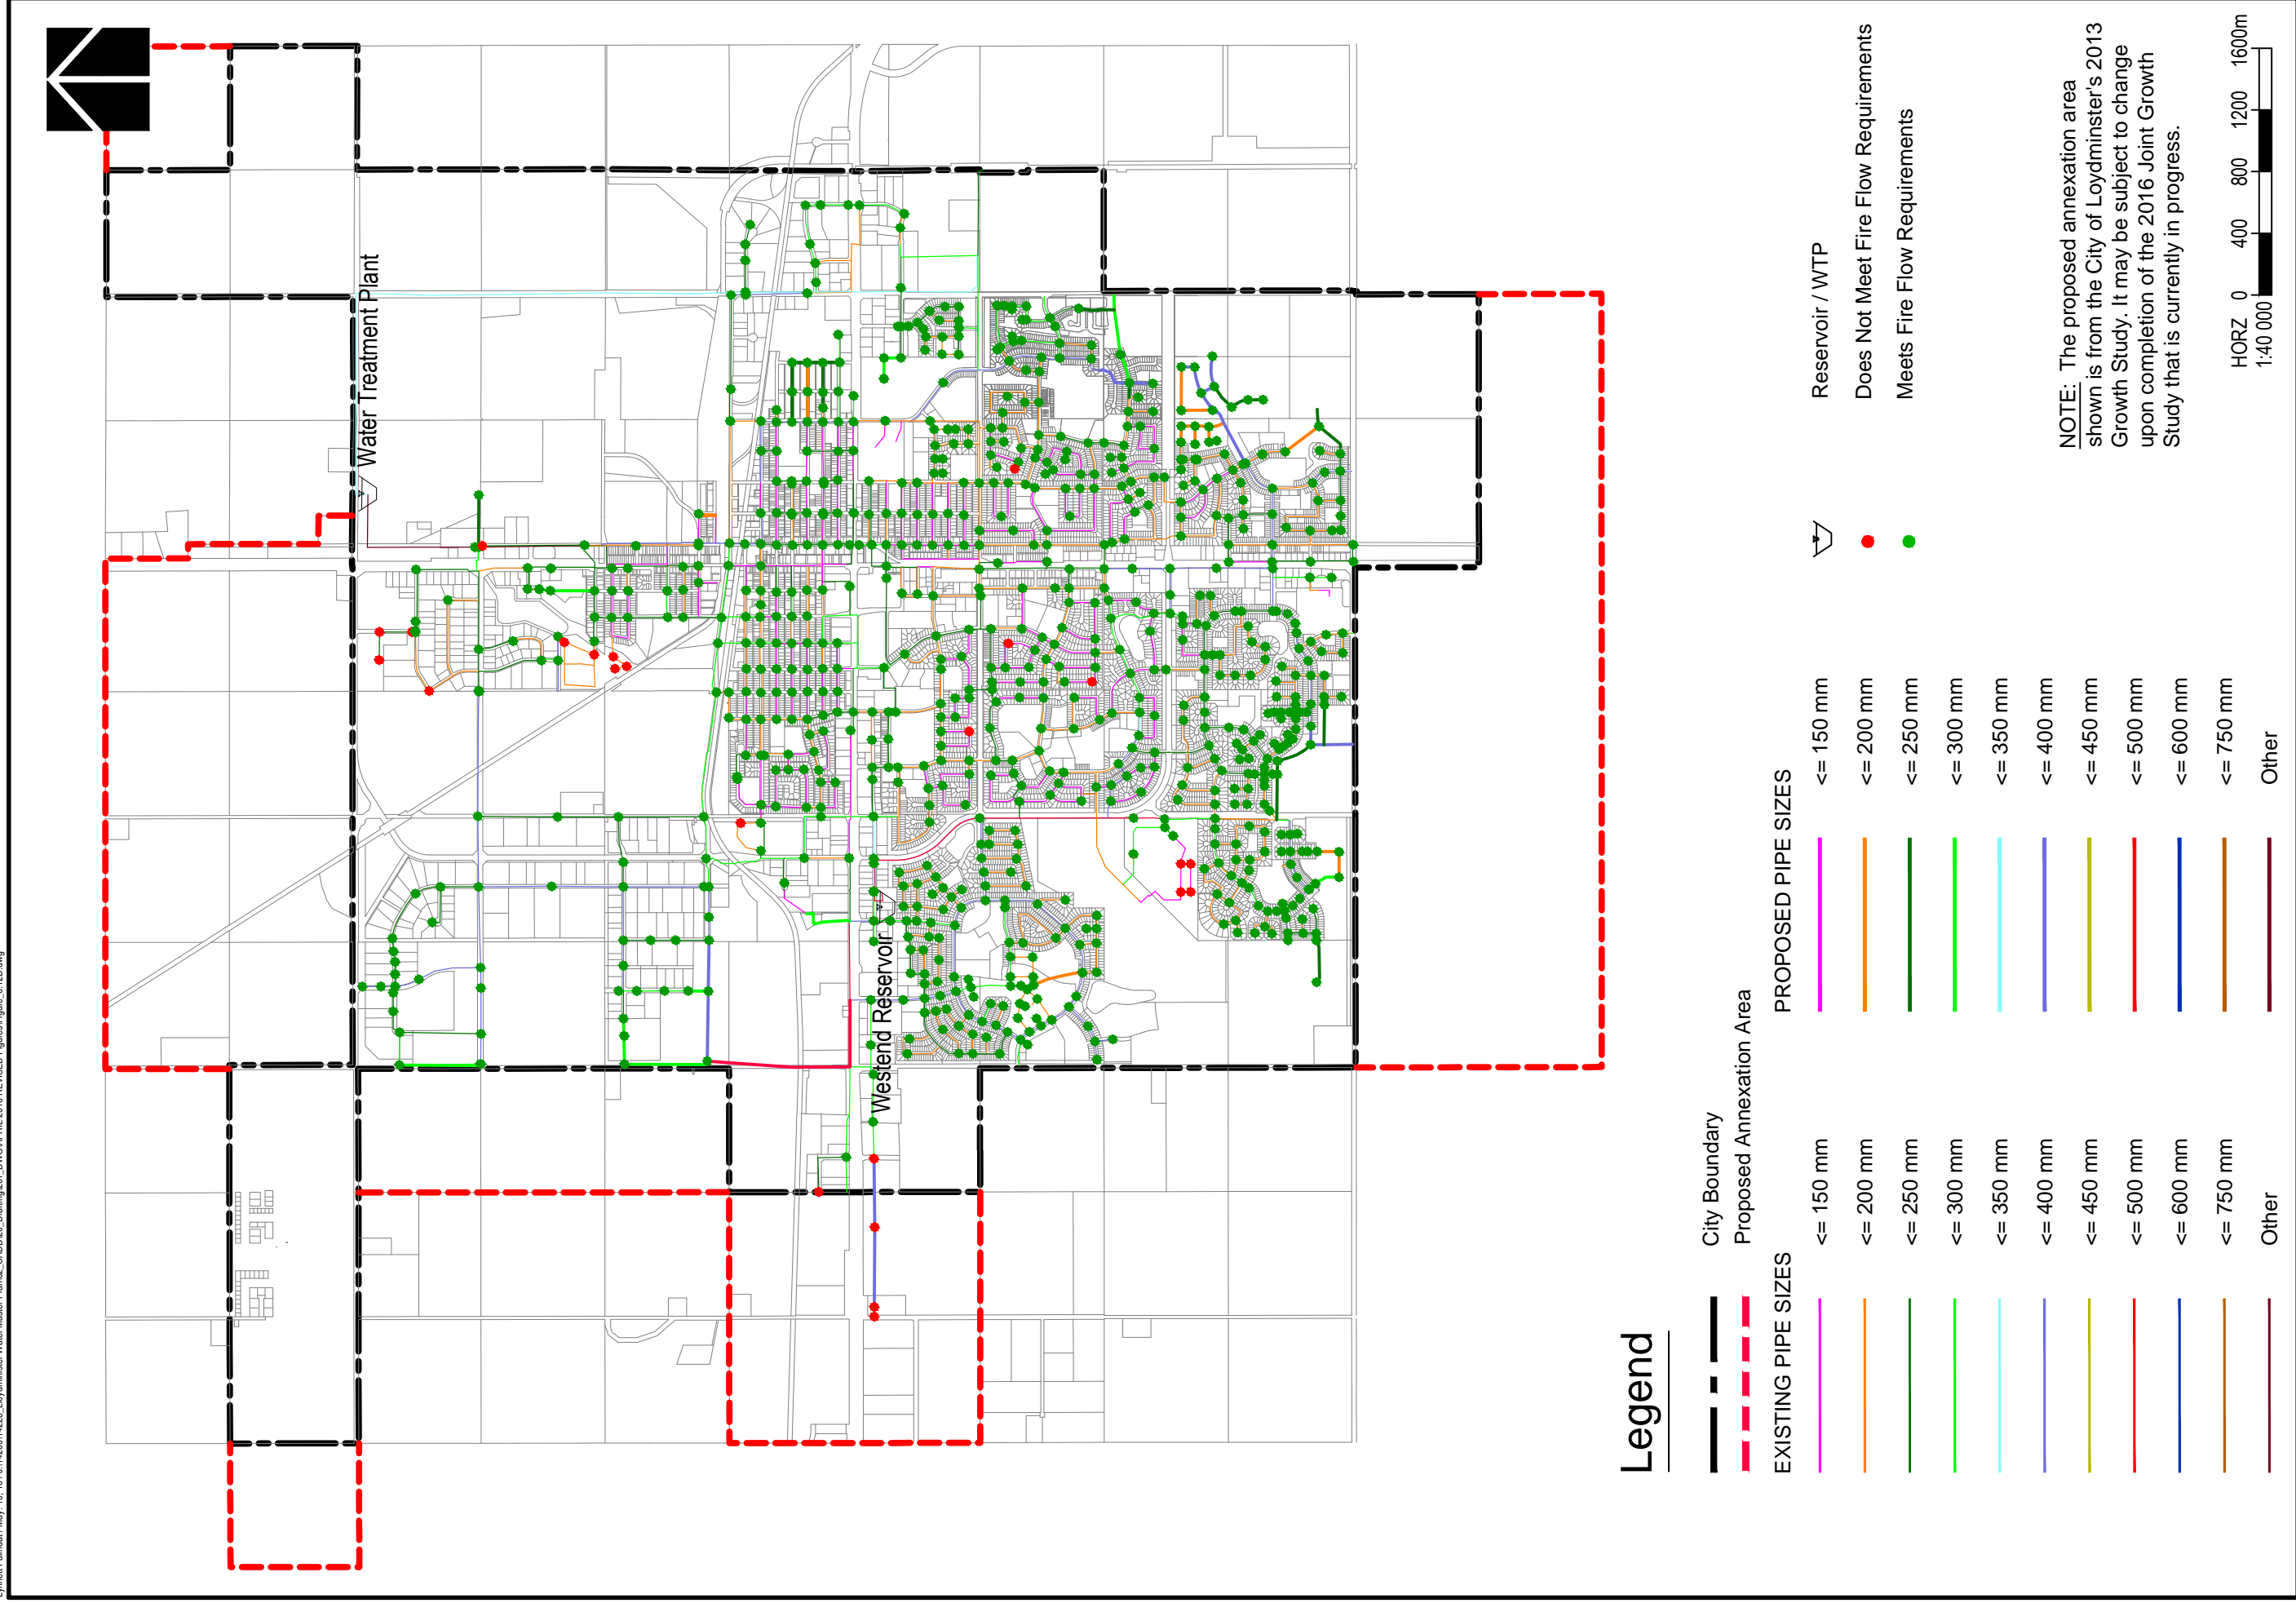 Water Treatment Plant
Westend Reservoir
Legend
City Boundary
Proposed Annexation Area
EXISTING PIPE SIZES
<= 150 mm
<= 200 mm
<= 250 mm
<= 300 mm
<= 350 mm
<= 400 mm
<= 450 mm
<= 500 mm
<= 600 mm
<= 750 mm
Other
PROPOSED PIPE SIZES
<= 150 mm
<= 200 mm
<= 250 mm
<= 300 mm
<= 350 mm
<= 400 mm
<= 450 mm
<= 500 mm
<= 600 mm
<= 750 mm
Other
Reservoir / WTP
Does Not Meet Fire Flow Requirements
Meets Fire Flow Requirements
NOTE: The proposed annexation area
shown is from the City of Loydminster's 2013
Growth Study. It may be subject to change
upon completion of the 2016 Joint Growth
Study that is currently in progress.
HORZ 0 400 800 1200 1600m
1:40 000